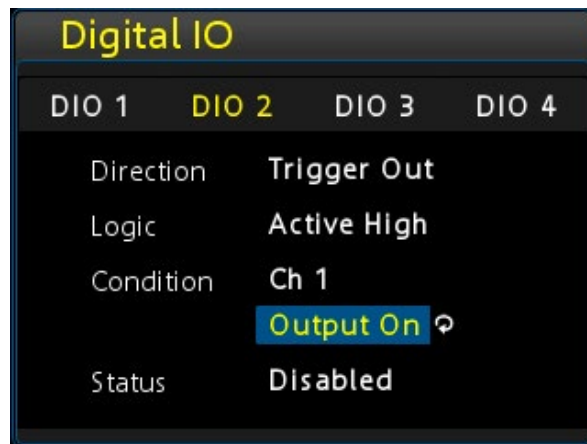 Digital IO
DIO 1 DIO 2 DIO 3 DIO 4
Direction Trigger Out
Logic Active High
Condition Ch 1
Output On
Status Disabled